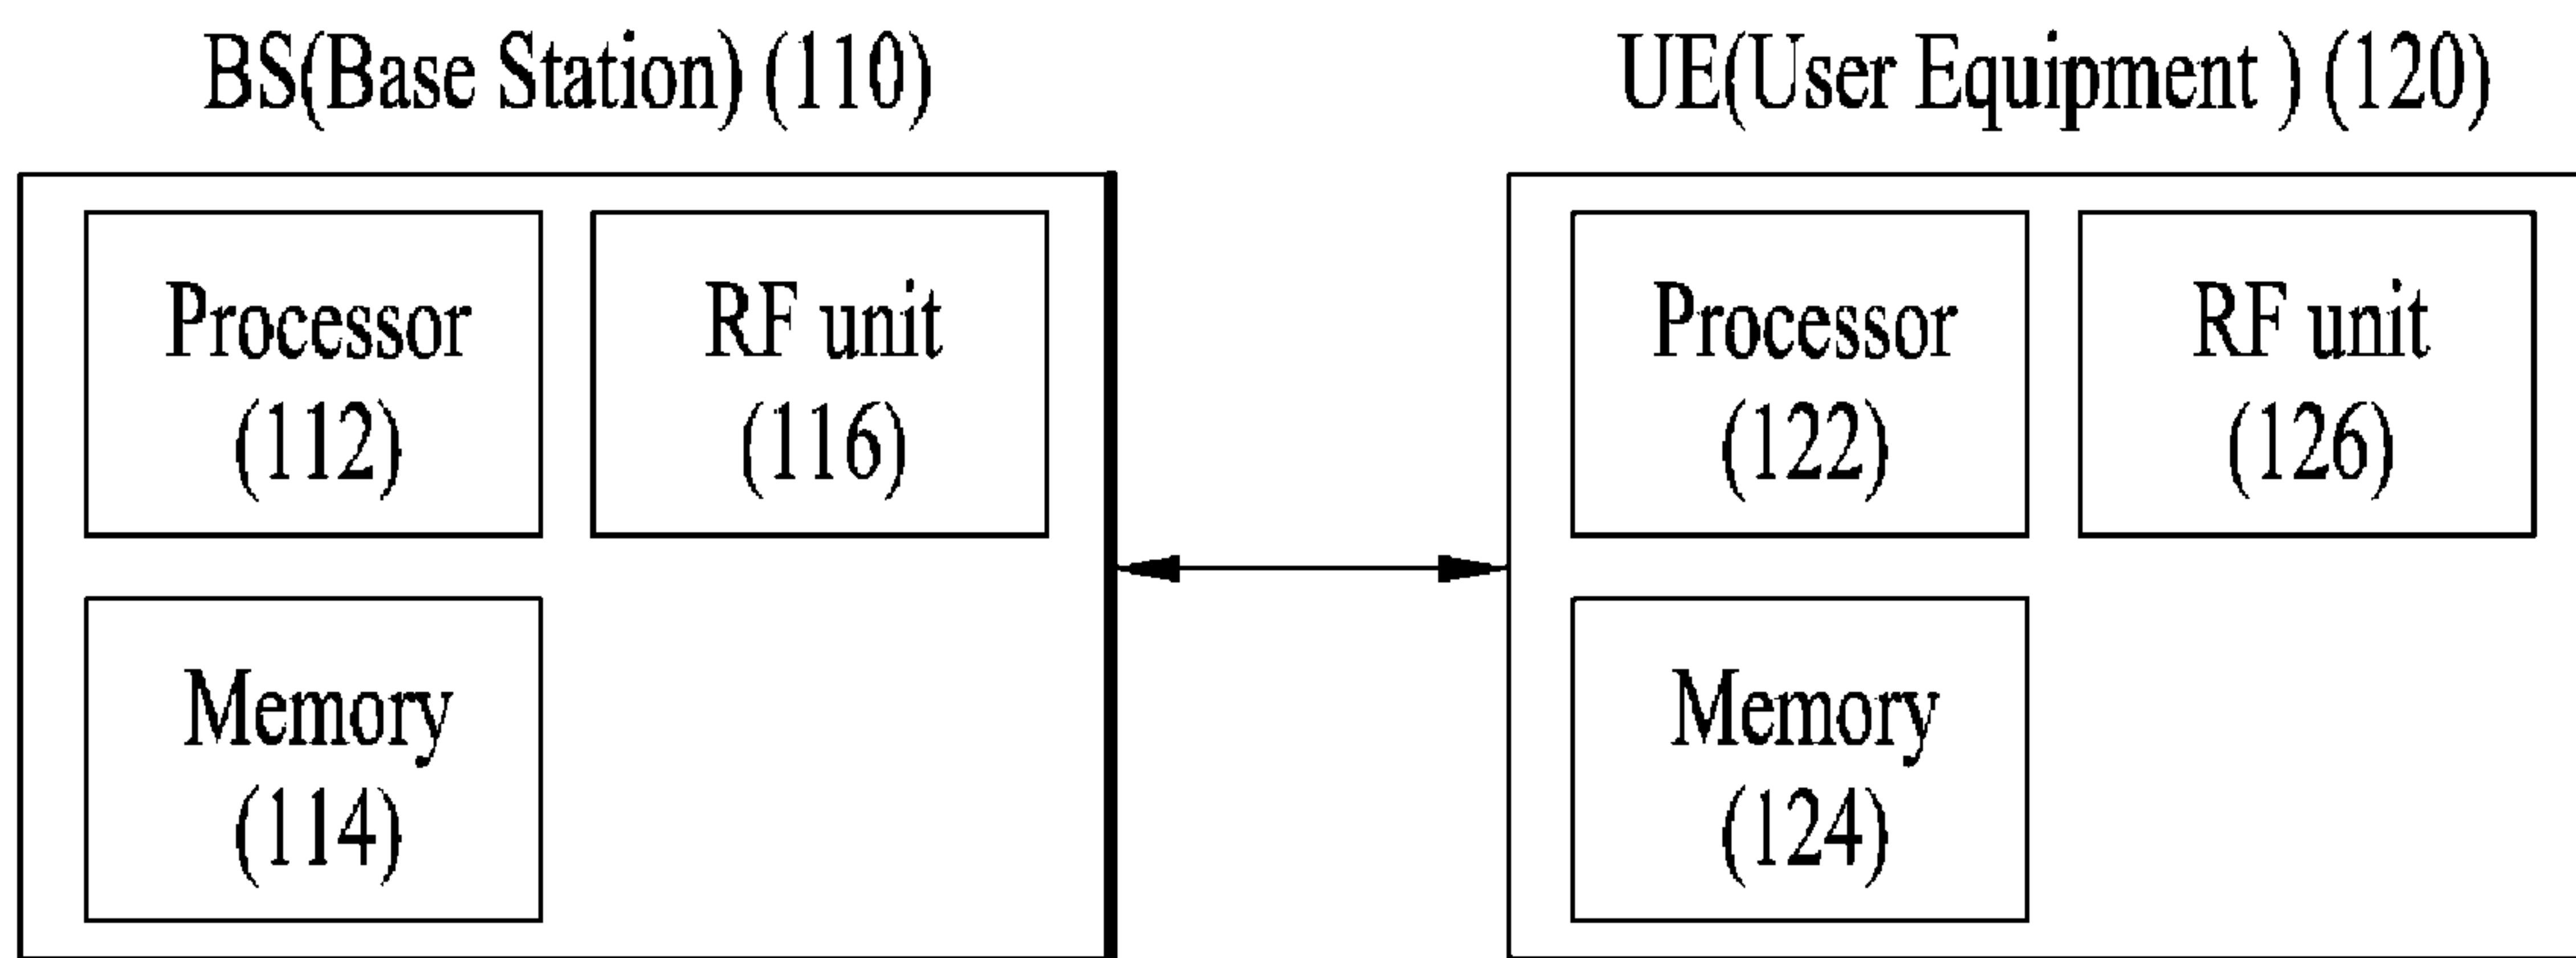 BS(Base Station) (110)
Processor
(112)
RF unit
(116)
Memory
(114)
UE(User Equipment ) (120)
Processor
(122)
RF unit
(126)
Memory
(124)